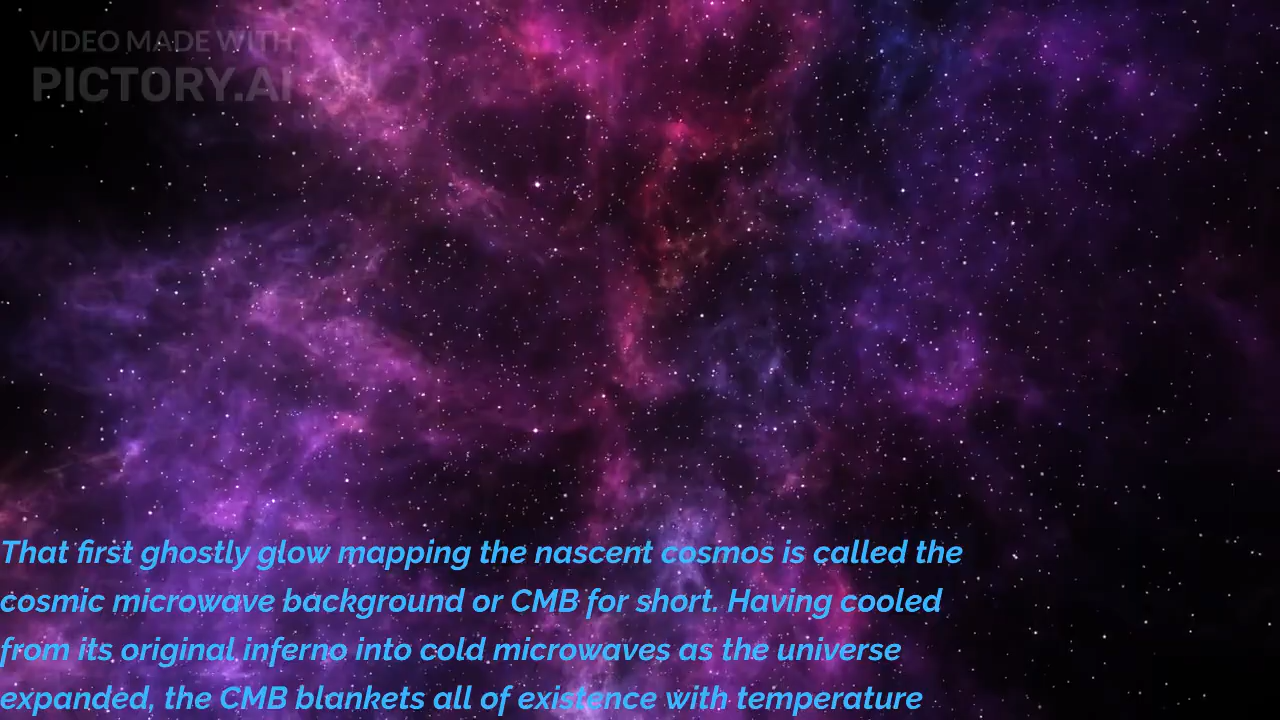 VIDEO MADE WITH
PICTORY.AI
That first ghostly glow mapping the nascent cosmos is called the
cosmic microwave background or CMB for short. Having cooled
from its original inferno into cold microwaves as the universe
expanded, the CMB blankets all of existence with temperature